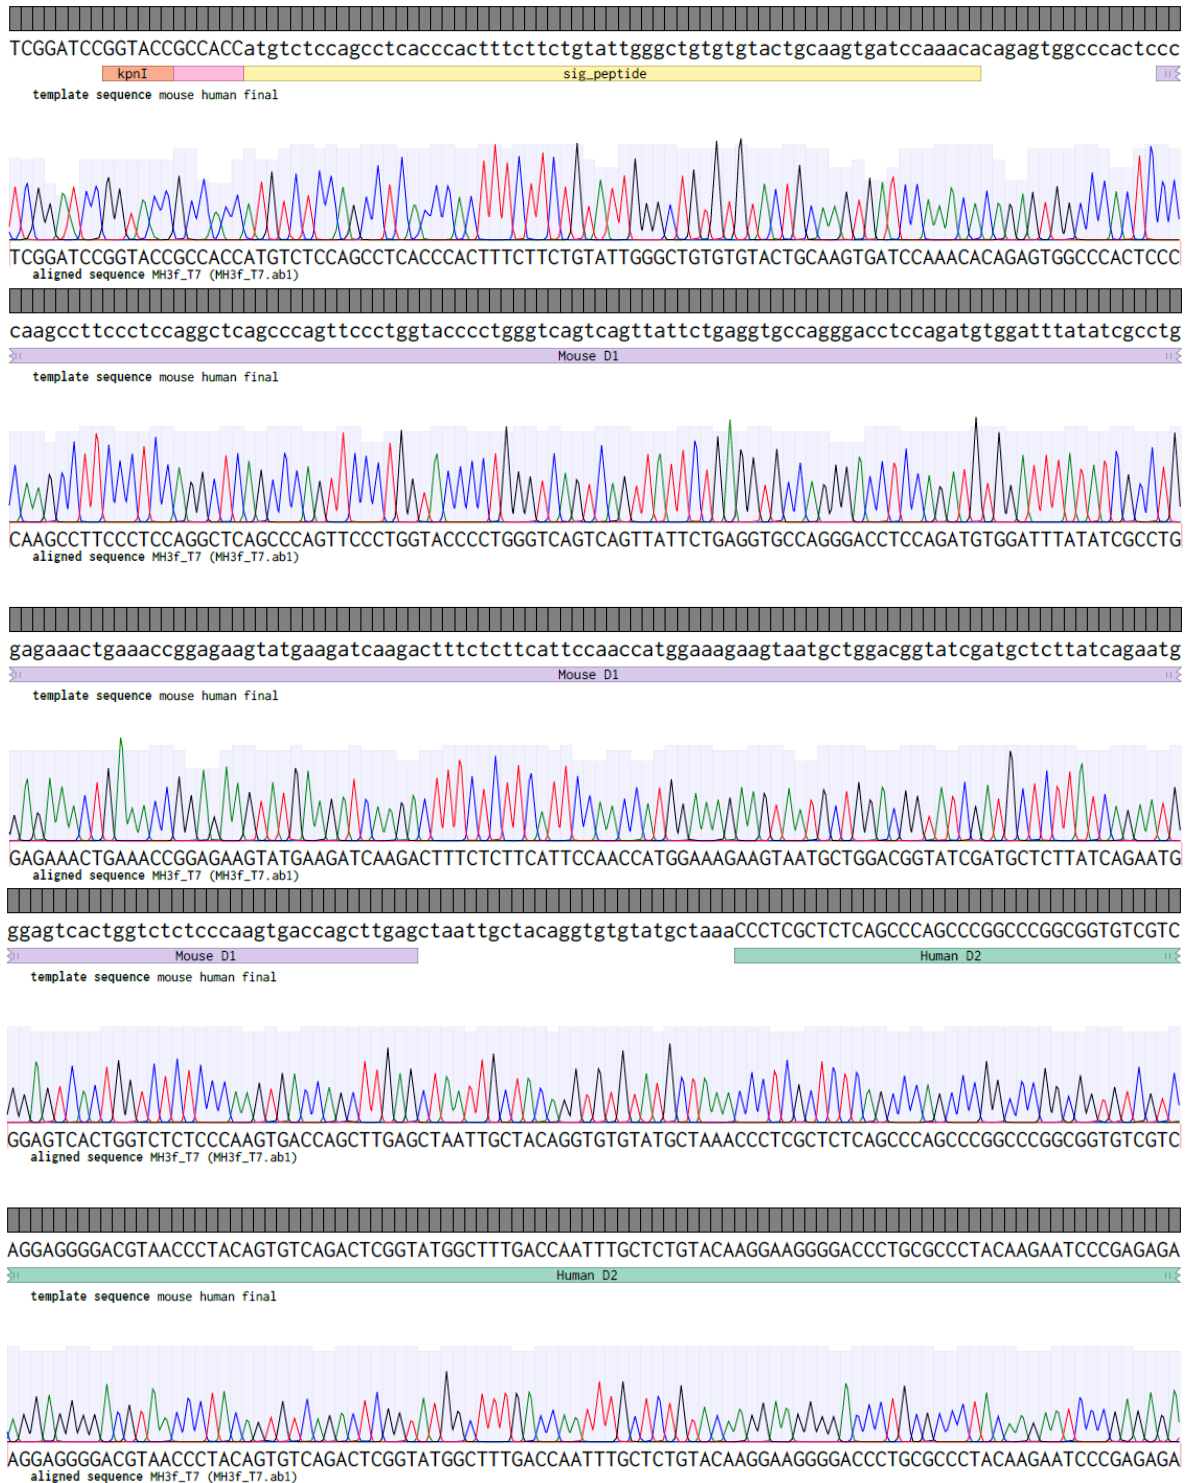 TCGGATCCGGTACCGCCACCatgtctccagcctcacccactttcttctgtattgggctgtgtgtactgcaagtgatccaaacacagagtggcccactccc
kpnI sig_peptide
template sequence mouse human final
TCGGATCCGGTACCGCCACCATGTCTCCAGCCTCACCCACTTTCTTCTGTATTGGGCTGTGTGTACTGCAAGTGATCCAAACACAGAGTGGCCCACTCCC
aligned sequence MH3f_T7 (MH3f_T7.ab1)
caagccttccctccaggctcagcccagttccctggtacccctgggtcagtcagttattctgaggtgccagggacctccagatgtggatttatatcgcctg
Mouse D1
template sequence mouse human final
CAAGCCTTCCCTCCAGGCTCAGCCCAGTTCCCTGGTACCCCTGGGTCAGTCAGTTATTCTGAGGTGCCAGGGACCTCCAGATGTGGATTTATATCGCCTG
aligned sequence MH3f_T7 (MH3f_T7.ab1)
gagaaactgaaaccggagaagtatgaagatcaagactttctcttcattccaaccatggaaagaagtaatgctggacggtatcgatgctcttatcagaatg
Mouse D1
template sequence mouse human final
GAGAAACTGAAACCGGAGAAGTATGAAGATCAAGACTTTCTCTTCATTCCAACCATGGAAAGAAGTAATGCTGGACGGTATCGATGCTCTTATCAGAATG
aligned sequence MH3f_T7 (MH3f_T7.ab1)
ggagtcactggtctctcccaagtgaccagcttgagctaattgctacaggtgtgtatgctaaaCCCTCGCTCTCAGCCCAGCCCGGCCCGGCGGTGTCGTC
Mouse D1 Human D2
template sequence mouse human final
GGAGTCACTGGTCTCTCCCAAGTGACCAGCTTGAGCTAATTGCTACAGGTGTGTATGCTAAACCCTCGCTCTCAGCCCAGCCCGGCCCGGCGGTGTCGTC
aligned sequence MH3f_T7 (MH3f_T7.ab1)
AGGAGGGGACGTAACCCTACAGTGTCAGACTCGGTATGGCTTTGACCAATTTGCTCTGTACAAGGAAGGGGACCCTGCGCCCTACAAGAATCCCGAGAGA
Human D2
template sequence mouse human final
AGGAGGGGACGTAACCCTACAGTGTCAGACTCGGTATGGCTTTGACCAATTTGCTCTGTACAAGGAAGGGGACCCTGCGCCCTACAAGAATCCCGAGAGA
aligned sequence MH3f_T7 (MH3f_T7.ab1)